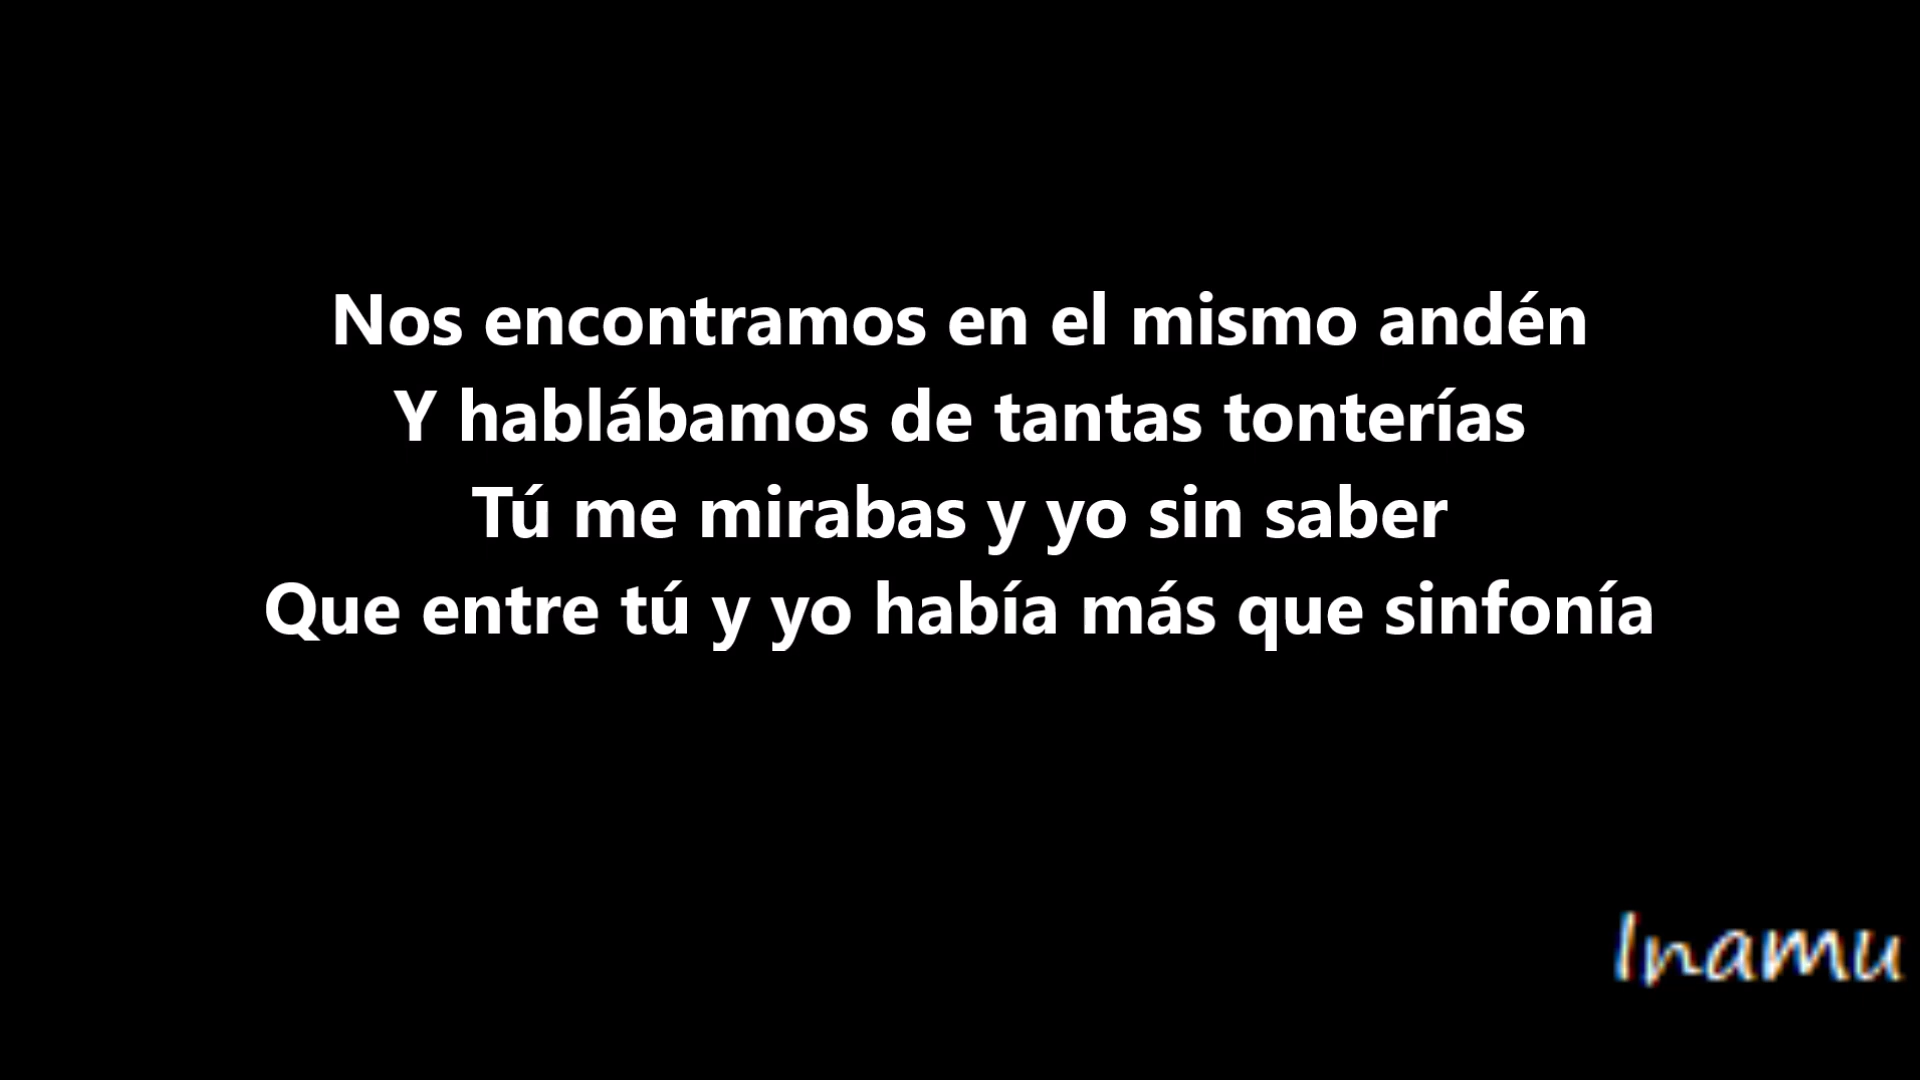 Nos encontramos en el mismo andén
Y hablábamos de tantas tonterías
Tú me mirabas y yo sin saber
Que entre tú y yo había más que sinfonía
Inamu